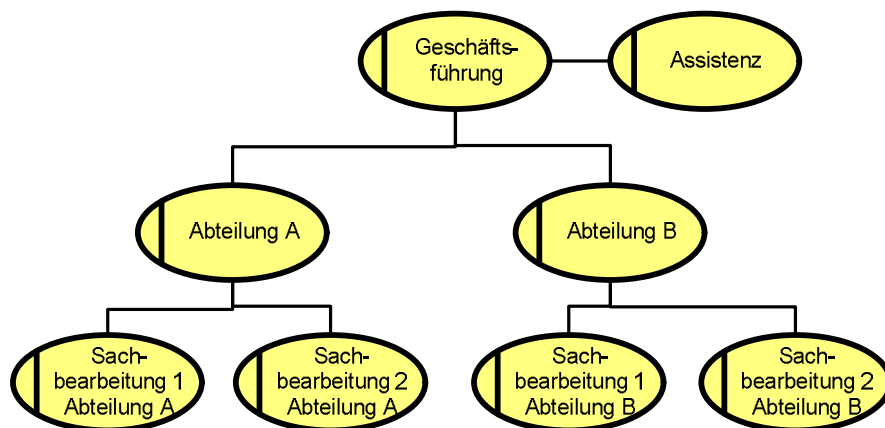 Geschäfts-
führung
Assistenz
Abteilung A
Abteilung B
Sach-
bearbeitung 1
Abteilung A
Sach-
bearbeitung 2
Abteilung A
Sach-
bearbeitung 1
Abteilung B
Sach-
bearbeitung 2
Abteilung B